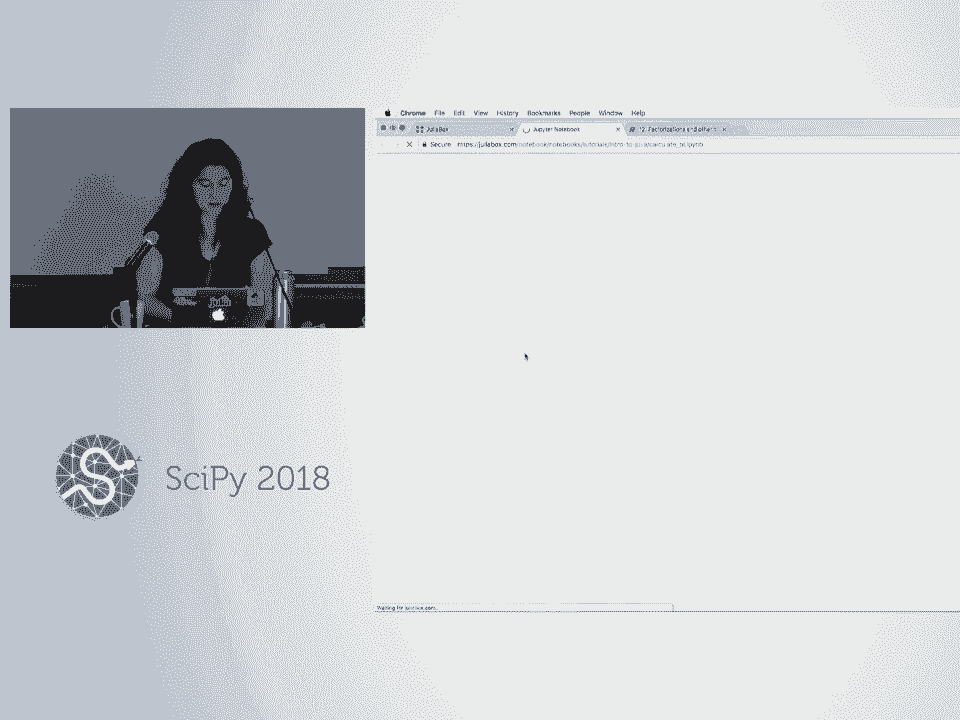 Chrome File Edit View History Bookmarks People Window Help
JuliaBox
Jupyter Notebook
12. Factorizations and other f
Secure https://juliabox.com/notebook/notebooks/tutorials/intro-to-julia/calculate_pi.ipynb
julia
SciPy 2018
Waiting for juliabox.com...